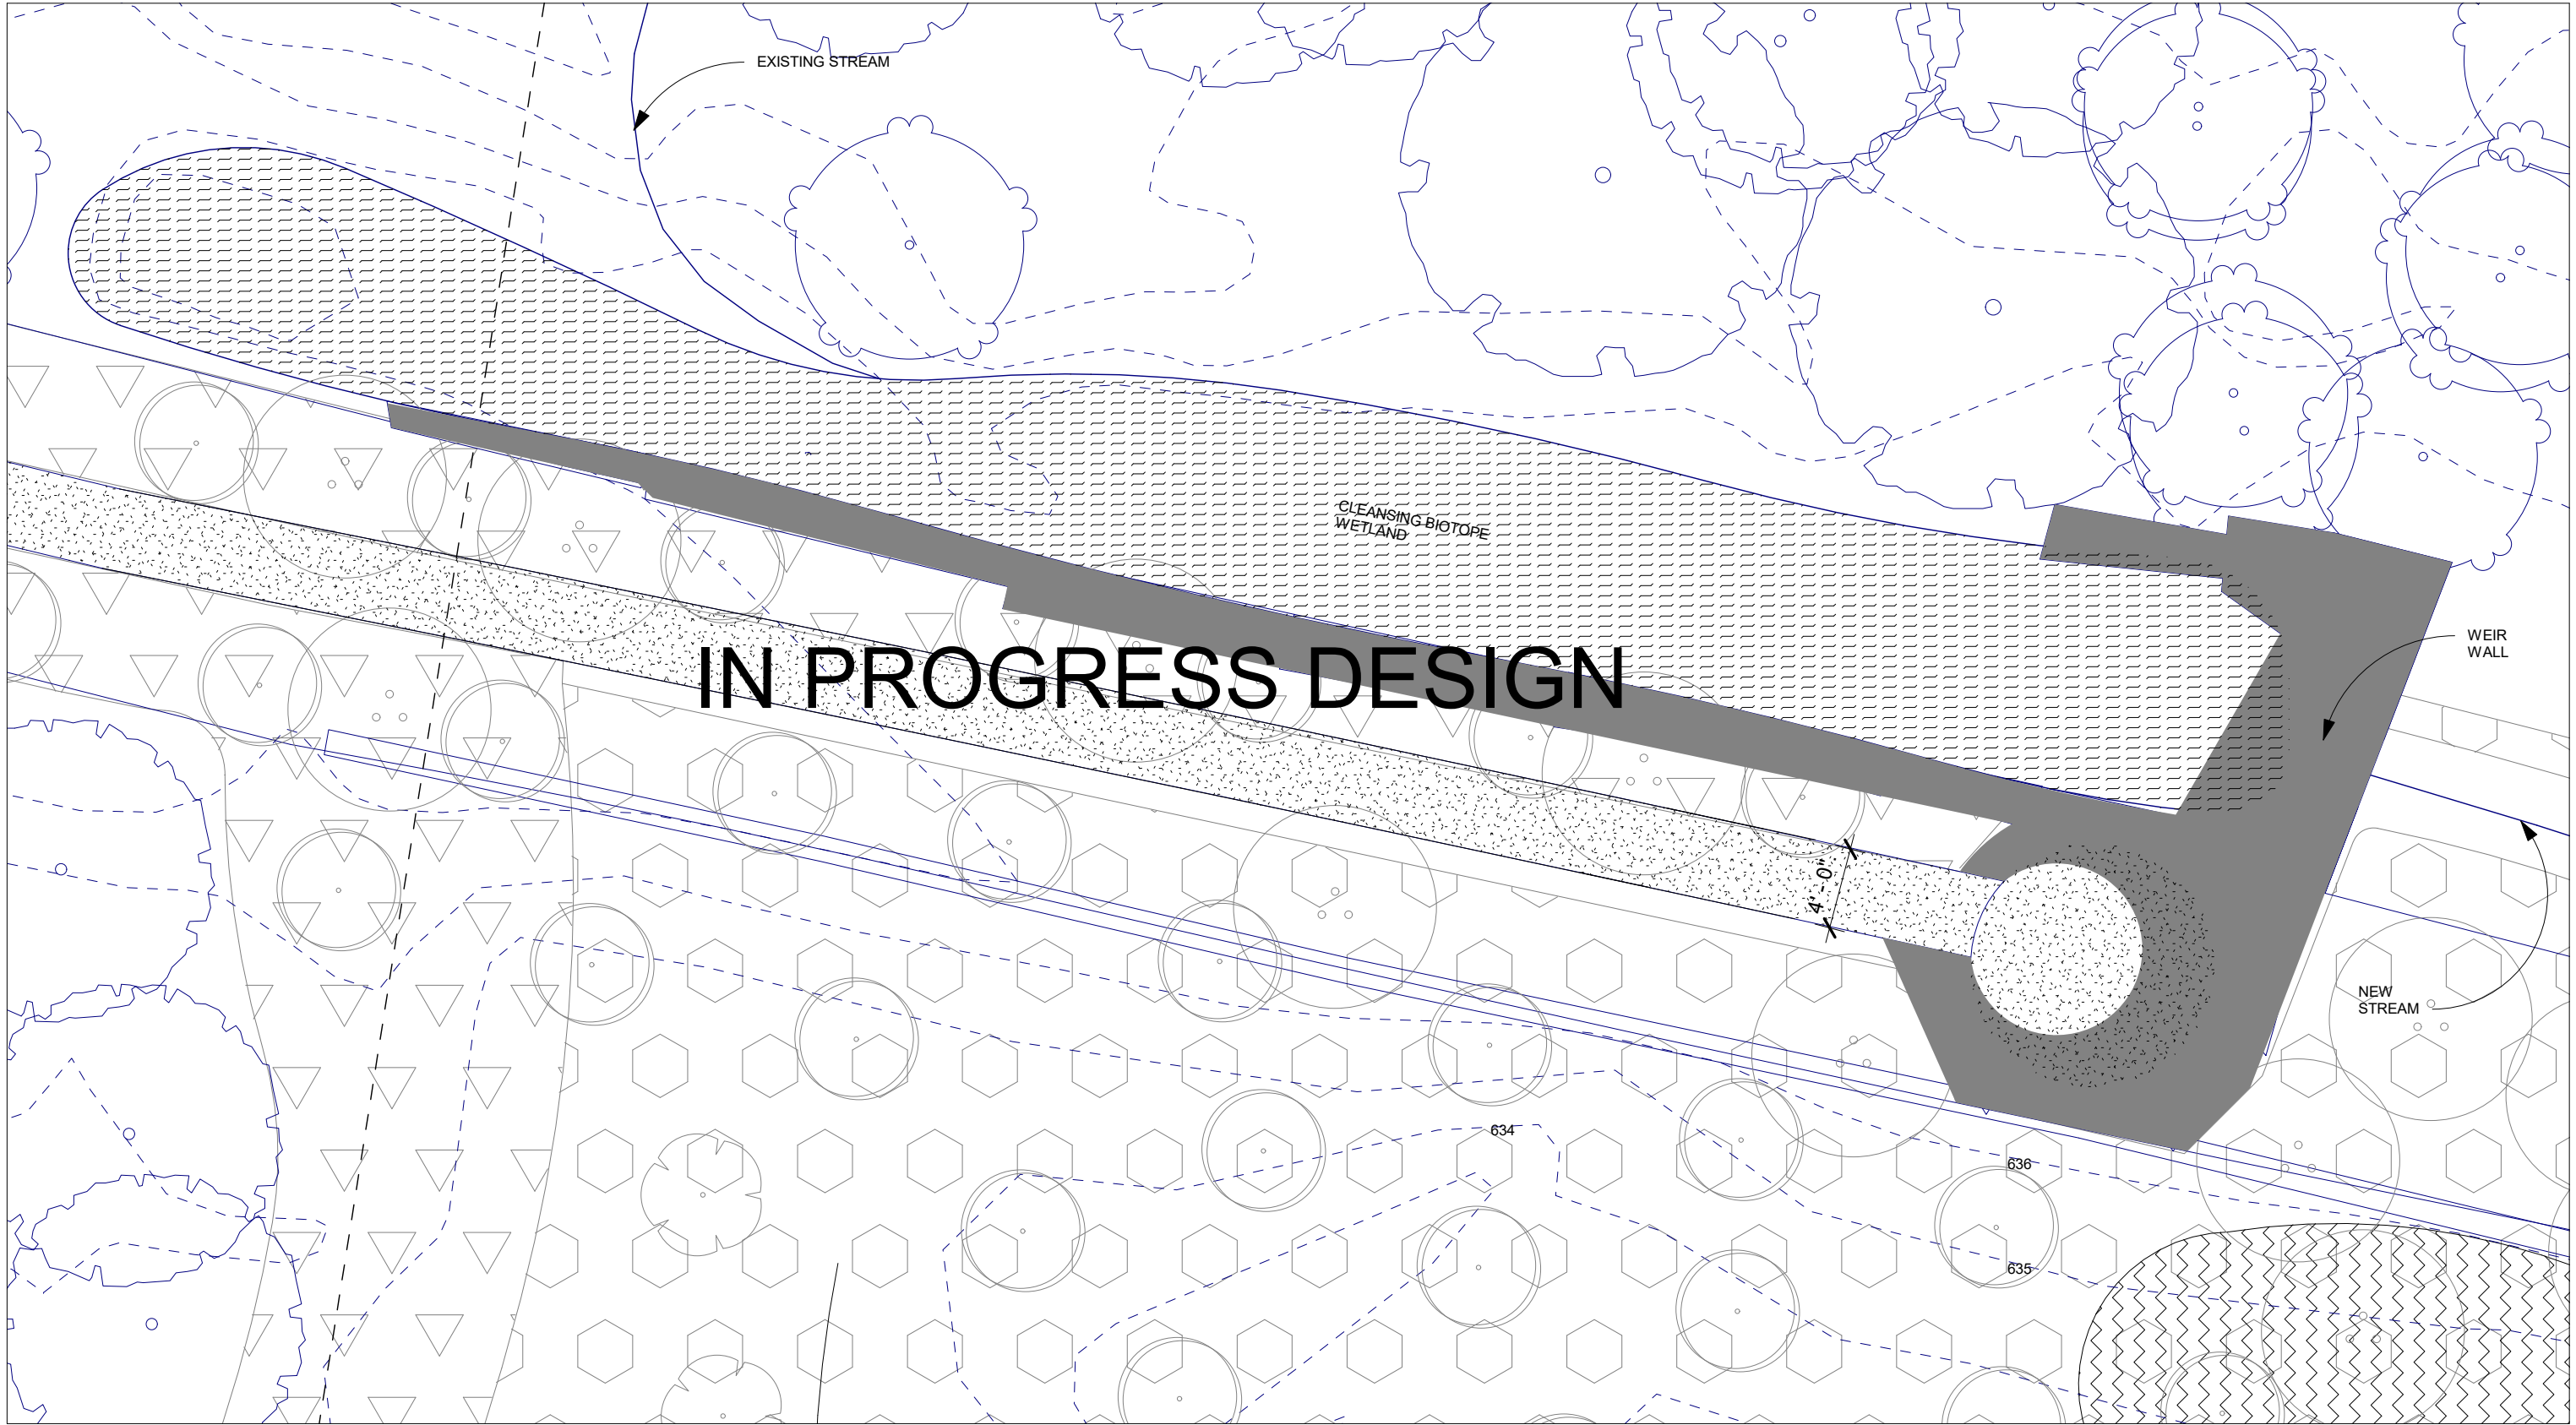 EXISTING STREAM
CLEANSING BIOTOPE
WETLAND
IN PROGRESS DESIGN
WEIR
WALL
4'-0"
NEW
STREAM
634
636
635